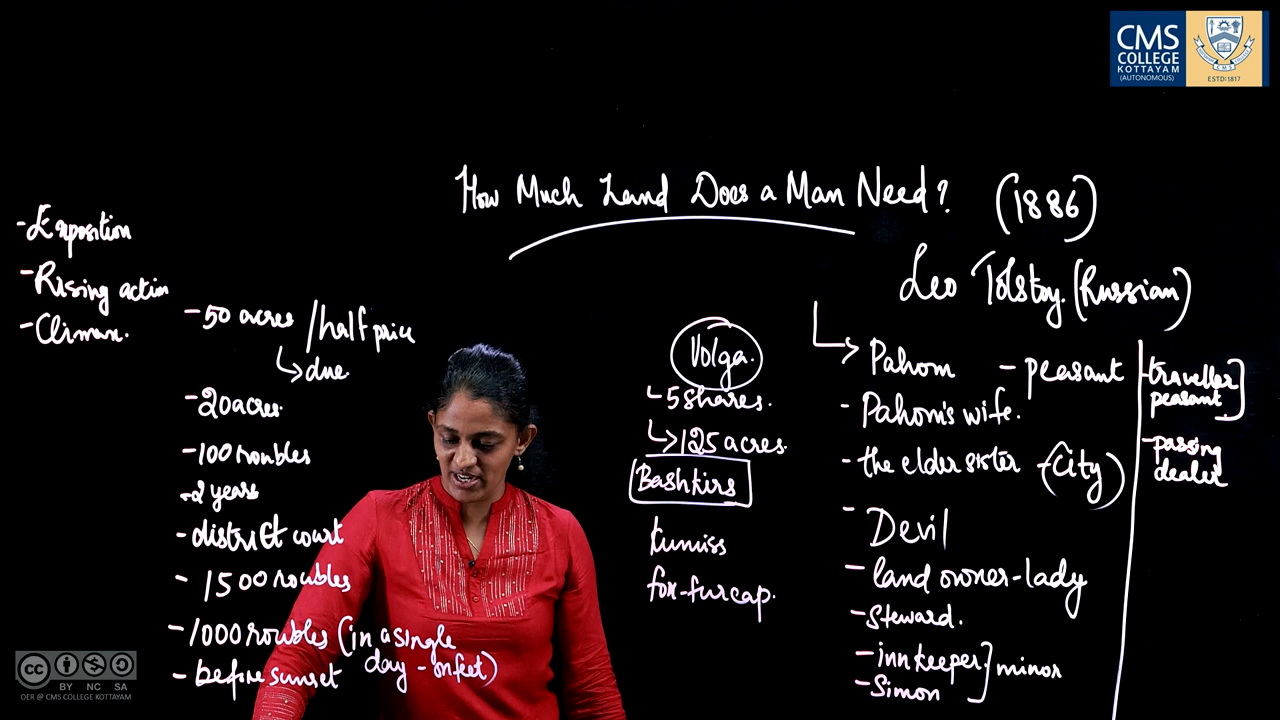 CMS
COLLEGE
KOTTAYAM
(AUTONOMOUS)
ESTD:1817
How Much Land Does a Man Need? (1886)
Leo Tolstoy. (Russian)
- Exposition
- Rising action
- Climax.
- 50 acres / half price
due
- 20 acres.
- 100 roubles
- 2 years
- district court
- 1500 roubles
- 1000 roubles (in a single
day - on feet)
- before sunset
Volga
5 shares.
125 acres.
Bashkirs
kumiss
fox-fur cap.
Pahom - peasant
- Pahom's wife.
- the elder sister - (City)
- Devil
- land owner - lady
- Steward.
- inn keeper
- Simon
minor
- traveller
peasant
- passing
dealer
cc BY NC SA
OER @ CMS COLLEGE KOTTAYAM